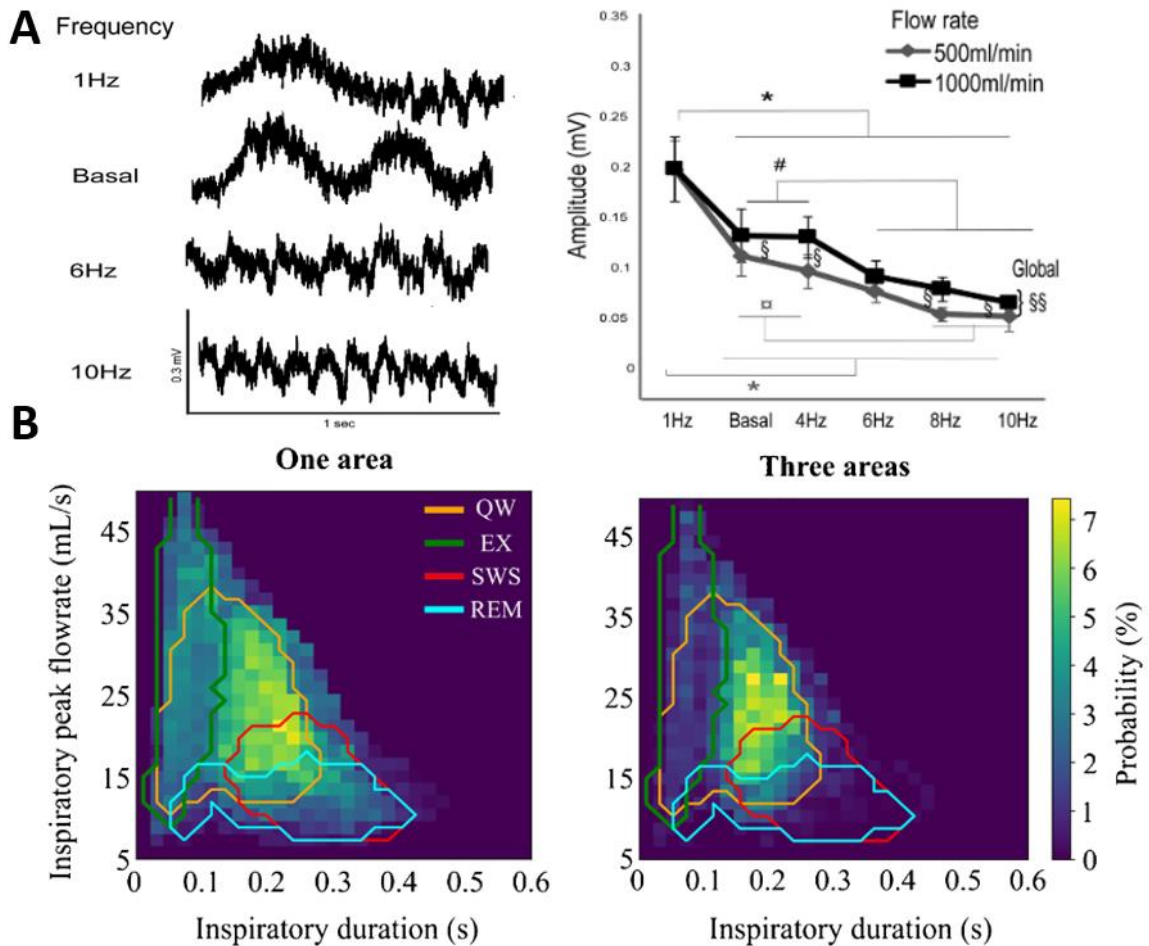 A
Frequency
1Hz
Basal
6Hz
10Hz
0.3 mV
1 sec
Amplitude (mV)
0.35
0.3
0.25
0.2
0.15
0.1
0.05
0
Flow rate
500ml/min
1000ml/min
*
#
§
§
§
§
Global
} §§
¤
*
1Hz Basal 4Hz 6Hz 8Hz 10Hz
B
One area
Inspiratory peak flowrate (mL/s)
45
35
25
15
5
QW
EX
SWS
REM
0 0.1 0.2 0.3 0.4 0.5 0.6
Inspiratory duration (s)
Three areas
45
35
25
15
5
0 0.1 0.2 0.3 0.4 0.5 0.6
Inspiratory duration (s)
7
6
5
4
3
2
1
0
Probability (%)